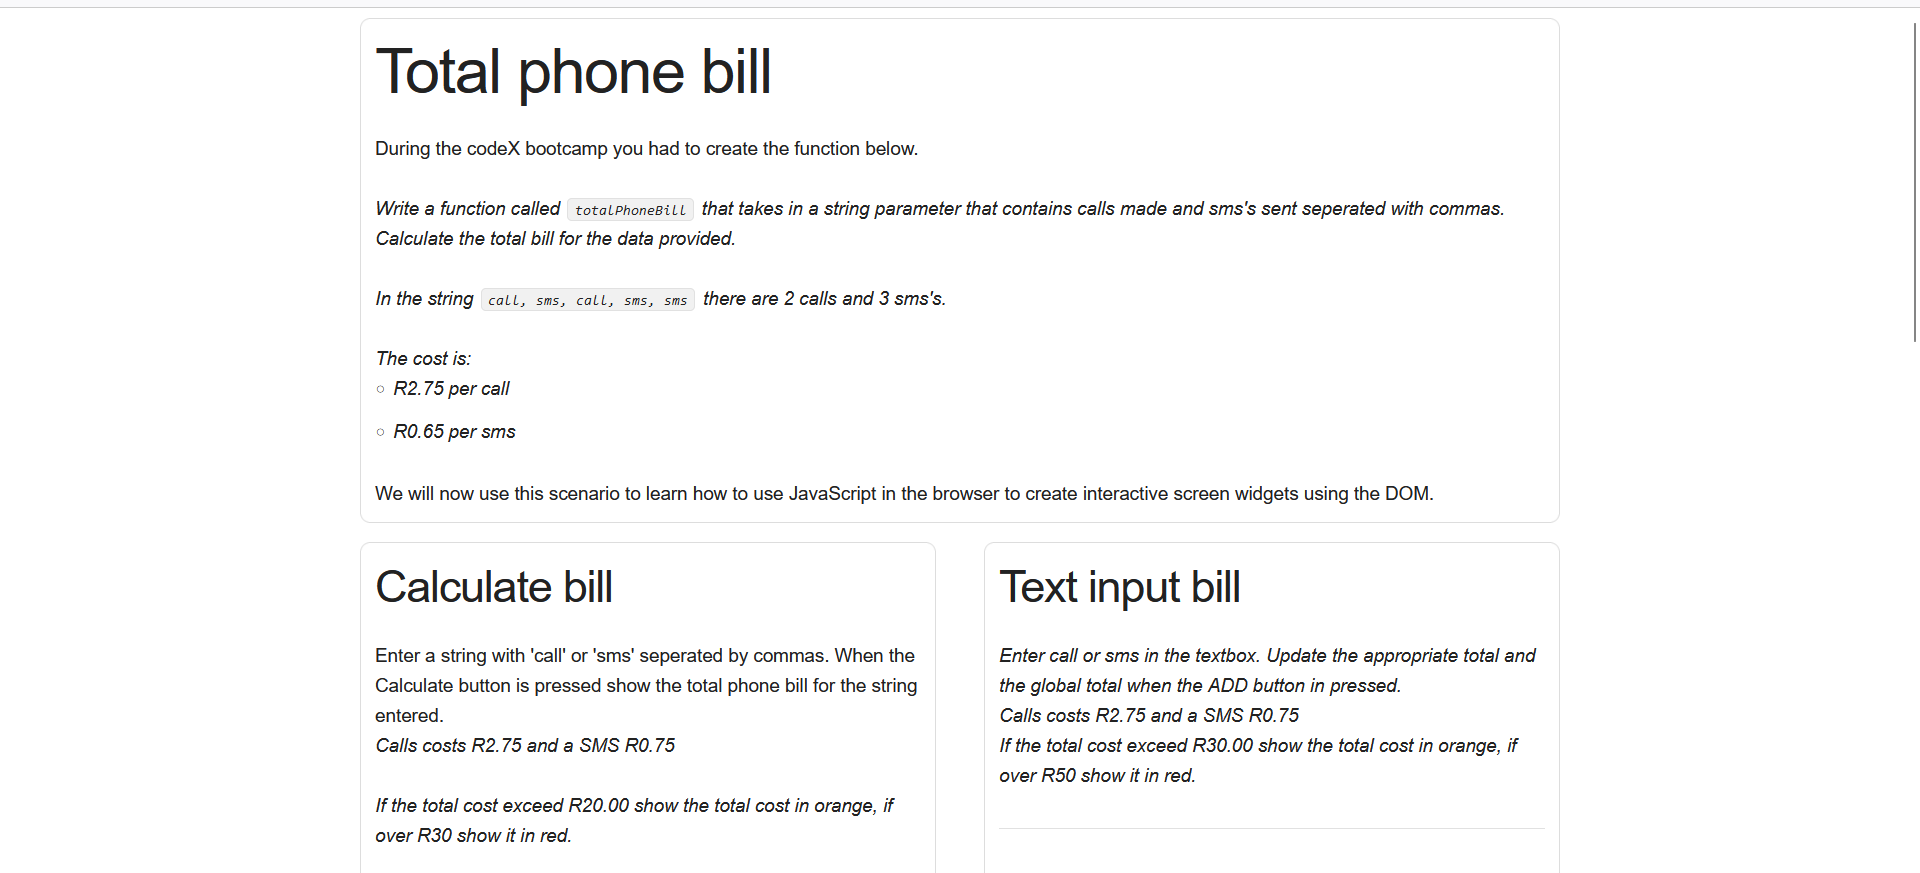 Total phone bill
During the codeX bootcamp you had to create the function below.
Write a function called totalPhoneBill that takes in a string parameter that contains calls made and sms's sent seperated with commas.
Calculate the total bill for the data provided.
In the string call, sms, call, sms, sms there are 2 calls and 3 sms's.
The cost is:
R2.75 per call
R0.65 per sms
We will now use this scenario to learn how to use JavaScript in the browser to create interactive screen widgets using the DOM.
Calculate bill
Enter a string with 'call' or 'sms' seperated by commas. When the
Calculate button is pressed show the total phone bill for the string
entered.
Calls costs R2.75 and a SMS R0.75
If the total cost exceed R20.00 show the total cost in orange, if
over R30 show it in red.
Text input bill
Enter call or sms in the textbox. Update the appropriate total and
the global total when the ADD button in pressed.
Calls costs R2.75 and a SMS R0.75
If the total cost exceed R30.00 show the total cost in orange, if
over R50 show it in red.